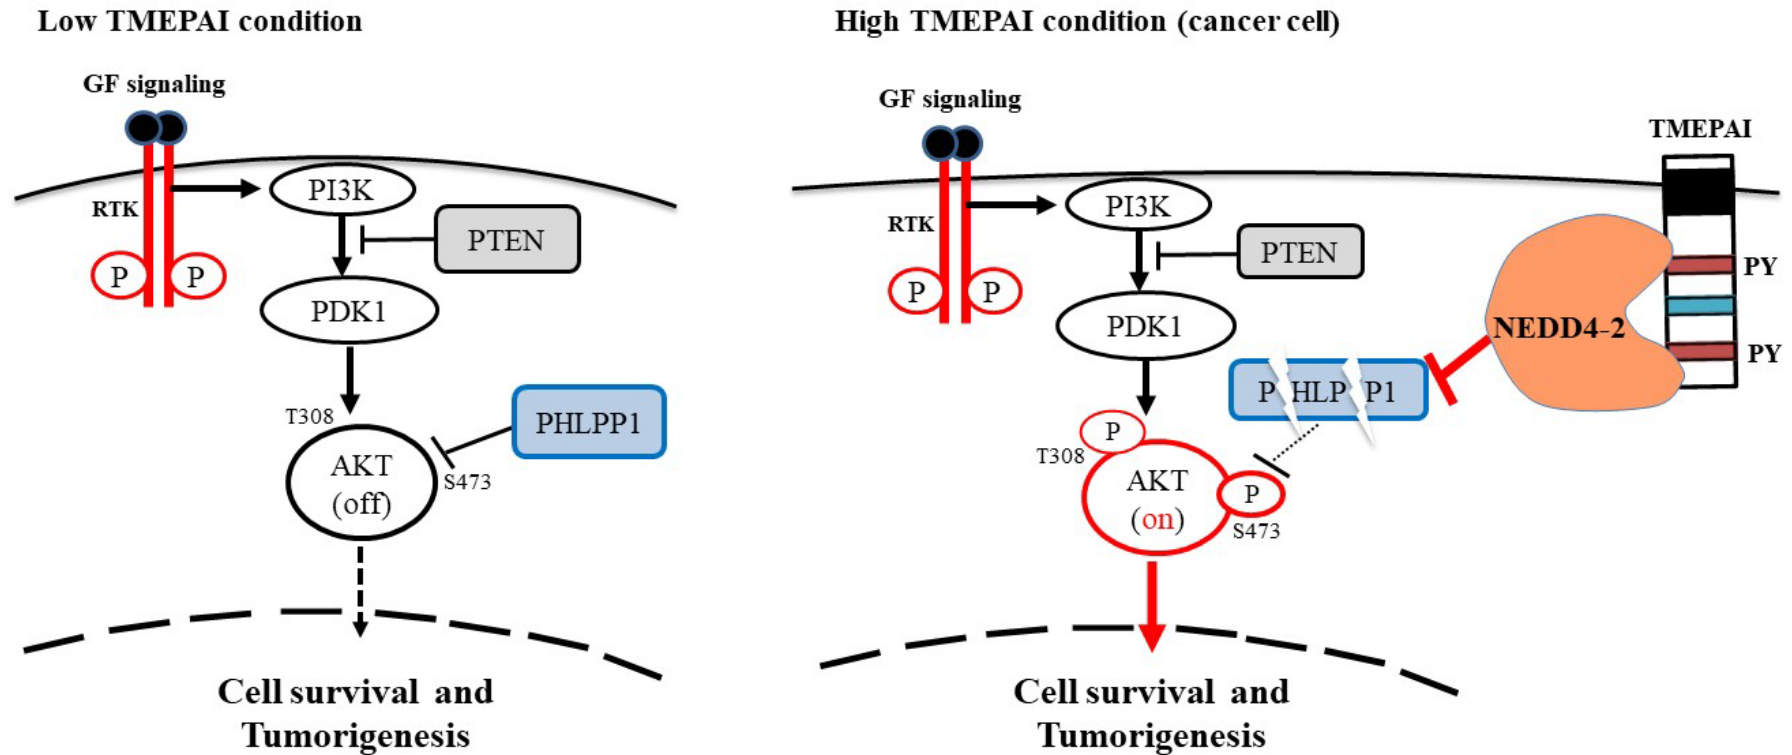 Low TMEPAI condition
GF signaling
RTK
P
P
PI3K
PTEN
PDK1
T308
PHLPP1
AKT
(off)
S473
Cell survival and
Tumorigenesis
High TMEPAI condition (cancer cell)
GF signaling
TMEPAI
RTK
P
P
PI3K
PTEN
PDK1
PY
NEDD4-2
PY
PHLPP1
P
T308
AKT
(on)
P
S473
Cell survival and
Tumorigenesis